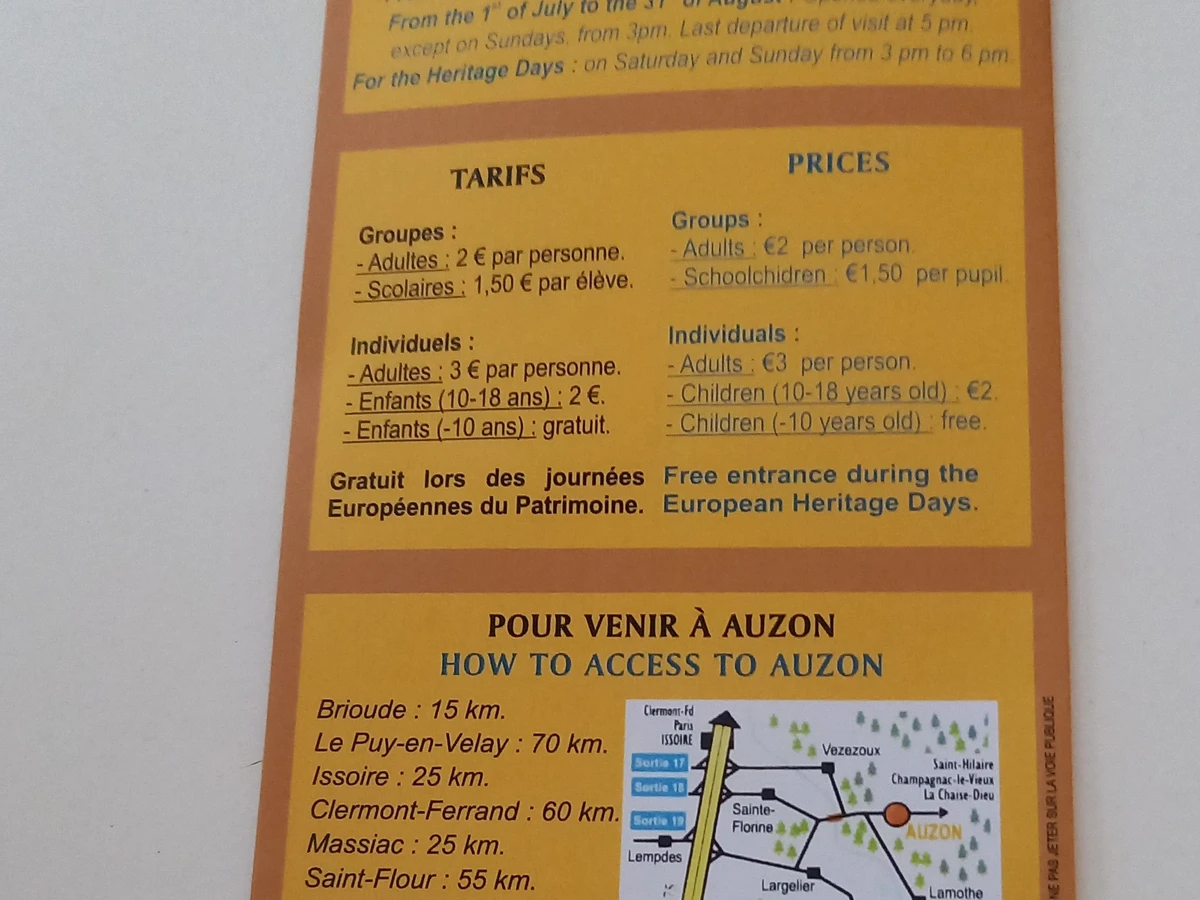 From the 1st of July to the 31st of August : Opened everyday,
except on Sundays, from 3pm. Last departure of visit at 5 pm.
For the Heritage Days : on Saturday and Sunday from 3 pm to 6 pm.
TARIFS
Groupes :
- Adultes : 2 € par personne.
- Scolaires : 1,50 € par élève.
Individuels :
- Adultes : 3 € par personne.
- Enfants (10-18 ans) : 2 €.
- Enfants (-10 ans) : gratuit.
Gratuit lors des journées
Européennes du Patrimoine.
PRICES
Groups :
- Adults : €2 per person.
- Schoolchidren : €1,50 per pupil.
Individuals :
- Adults : €3 per person.
- Children (10-18 years old) : €2.
- Children (-10 years old) : free.
Free entrance during the
European Heritage Days.
POUR VENIR À AUZON
HOW TO ACCESS TO AUZON
Brioude : 15 km.
Le Puy-en-Velay : 70 km.
Issoire : 25 km.
Clermont-Ferrand : 60 km.
Massiac : 25 km.
Saint-Flour : 55 km.
Clermont-Fd
Paris
ISSOIRE
Sortie 17
Sortie 18
Sortie 19
Lempdes
Vezezoux
Sainte-
Florine
Largelier
Saint-Hilaire
Champagnac-le-Vieux
La Chaise-Dieu
AUZON
Lamothe
NE PAS JETER SUR LA VOIE PUBLIQUE